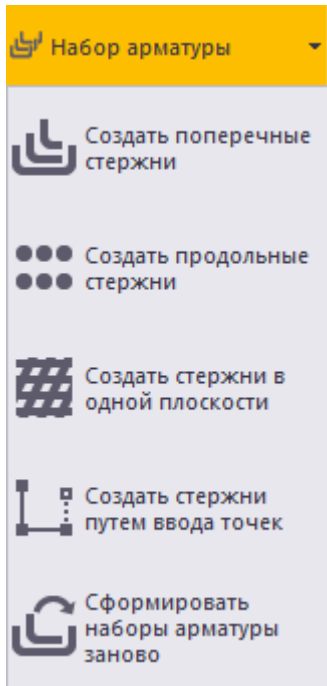 Набор арматуры
Создать поперечные
стержни
Создать продольные
стержни
Создать стержни в
одной плоскости
Создать стержни
путем ввода точек
Сформировать
наборы арматуры
заново